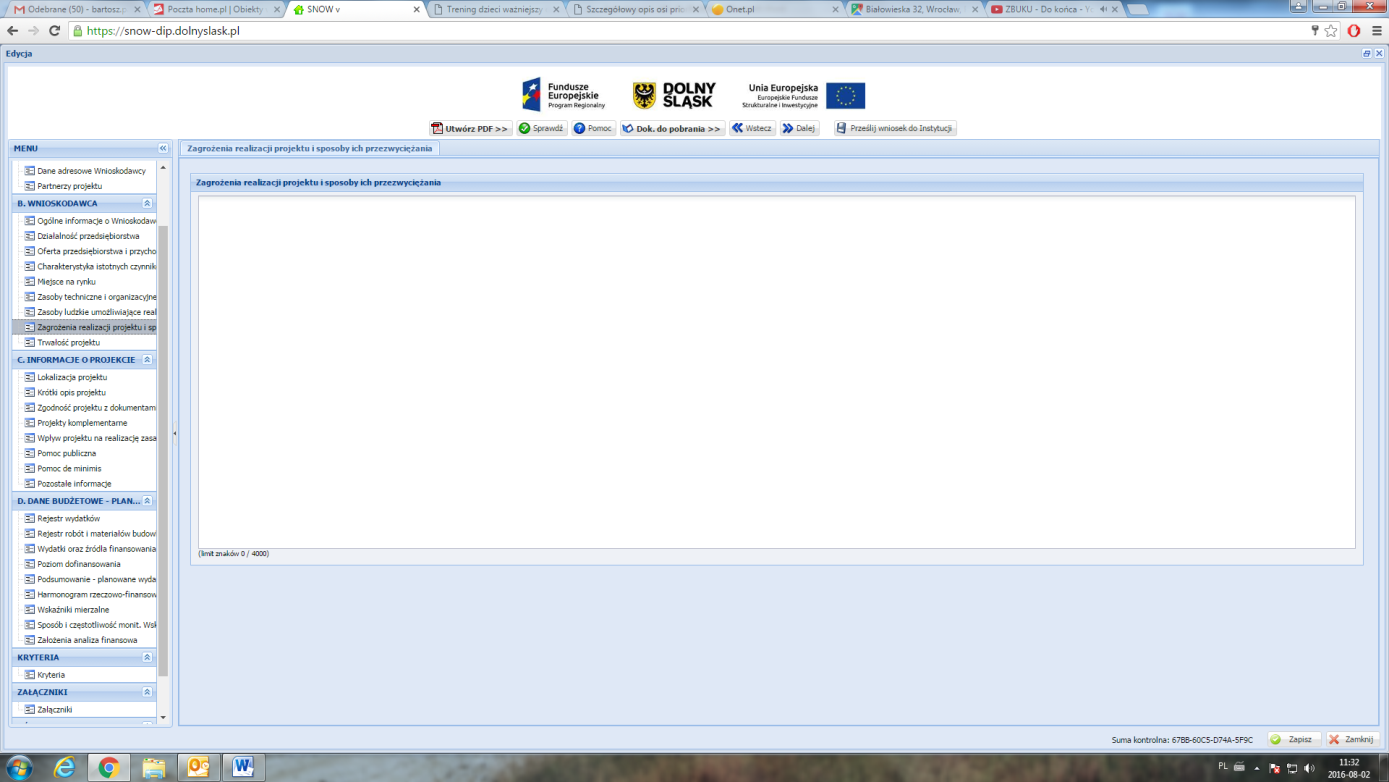 Odebrane (50) - bartosz.p
Poczta home.pl | Obiekty
SNOW v
Trening dzieci ważniejszy
Szczegółowy opis osi prio
Onet.pl
Białowieska 32, Wrocław,
ZBUKU - Do końca - Y
https://snow-dip.dolnyslask.pl
Edycja
Fundusze
Europejskie
Program Regionalny
DOLNY
ŚLĄSK
Unia Europejska
Europejskie Fundusze
Strukturalne i Inwestycyjne
Utwórz PDF >> Sprawdź Pomoc Dok. do pobrania >> Wstecz Dalej Prześlij wniosek do Instytucji
MENU
Zagrożenia realizacji projektu i sposoby ich przezwyciężania
Dane adresowe Wnioskodawcy
Partnerzy projektu
B. WNIOSKODAWCA
Ogólne informacje o Wnioskodaw
Działalność przedsiębiorstwa
Oferta przedsiębiorstwa i przycho
Charakterystyka istotnych czynnik
Miejsce na rynku
Zasoby techniczne i organizacyjne
Zasoby ludzkie umożliwiające real
Zagrożenia realizacji projektu i sp
Trwałość projektu
C. INFORMACJE O PROJEKCIE
Lokalizacja projektu
Krótki opis projektu
Zgodność projektu z dokumentam
Projekty komplementarne
Wpływ projektu na realizację zasa
Pomoc publiczna
Pomoc de minimis
Pozostałe informacje
D. DANE BUDŻETOWE - PLAN...
Rejestr wydatków
Rejestr robót i materiałów budow
Wydatki oraz źródła finansowania
Poziom dofinansowania
Podsumowanie - planowane wyda
Harmonogram rzeczowo-finansow
Wskaźniki mierzalne
Sposób i częstotliwość monit. Wsk
Założenia analiza finansowa
KRYTERIA
Kryteria
ZAŁĄCZNIKI
Załączniki
Zagrożenia realizacji projektu i sposoby ich przezwyciężania
(limit znaków 0 / 4000)
Suma kontrolna: 67BB-60C5-D74A-5F9C Zapisz Zamknij
PL
11:32
2016-08-02